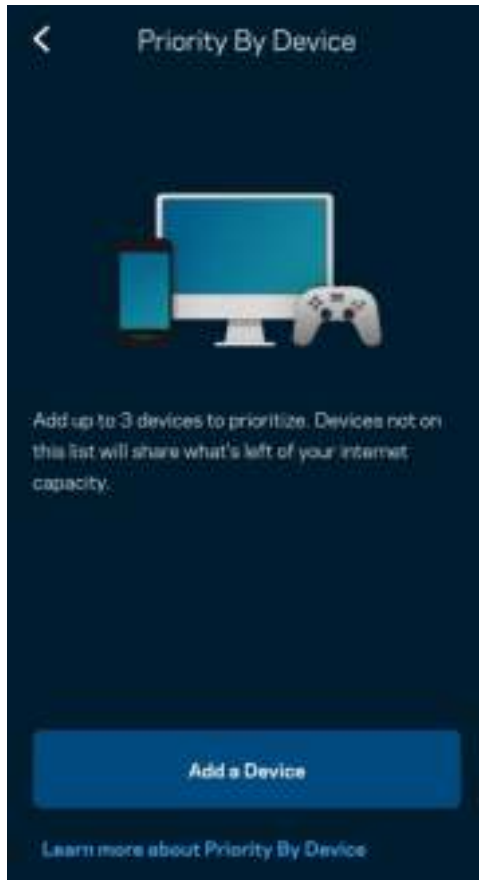 Priority By Device
Add up to 3 devices to prioritize. Devices not on
this list will share what's left of your internet
capacity.
Add a Device
Learn more about Priority By Device